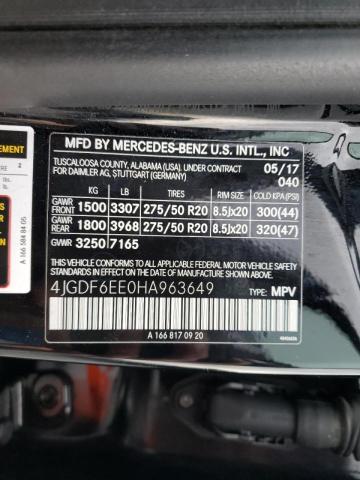 EMENT
2
A 166 584 84 05
MFD BY MERCEDES-BENZ U.S. INTL., INC
TUSCALOOSA COUNTY, ALABAMA (USA). UNDER CONTRACT 05/17
FOR DAIMLER AG, STUTTGART (GERMANY) 040
KG LB TIRES RIM SIZE COLD KPA(PSI)
GAWR FRONT 1500 3307 275/50 R20 8.5Jx20 300(44)
GAWR REAR 1800 3968 275/50 R20 8.5Jx20 320(47)
GVWR 3250 7165
THIS VEHICLE CONFORMS TO ALL APPLICABLE FEDERAL MOTOR VEHICLE
SAFETY STANDARDS IN EFFECT ON THE DATE OF MANUFACTURE SHOWN ABOVE.
4JGDF6EE0HA963649 TYPE: MPV
A 166 817 09 20